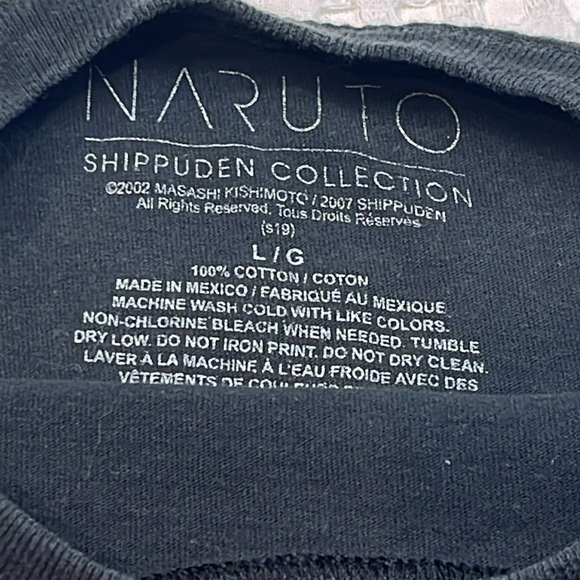 NARUTO
SHIPPUDEN COLLECTION
©2002 MASASHI KISHIMOTO / 2007 SHIPPUDEN
All Rights Reserved. Tous Droits Réservés
(s19)
L / G
100% COTTON / COTON
MADE IN MEXICO / FABRIQUÉ AU MEXIQUE.
MACHINE WASH COLD WITH LIKE COLORS.
NON-CHLORINE BLEACH WHEN NEEDED. TUMBLE
DRY LOW. DO NOT IRON PRINT. DO NOT DRY CLEAN.
LAVER À LA MACHINE À L'EAU FROIDE AVEC DES
VÊTEMENTS DE